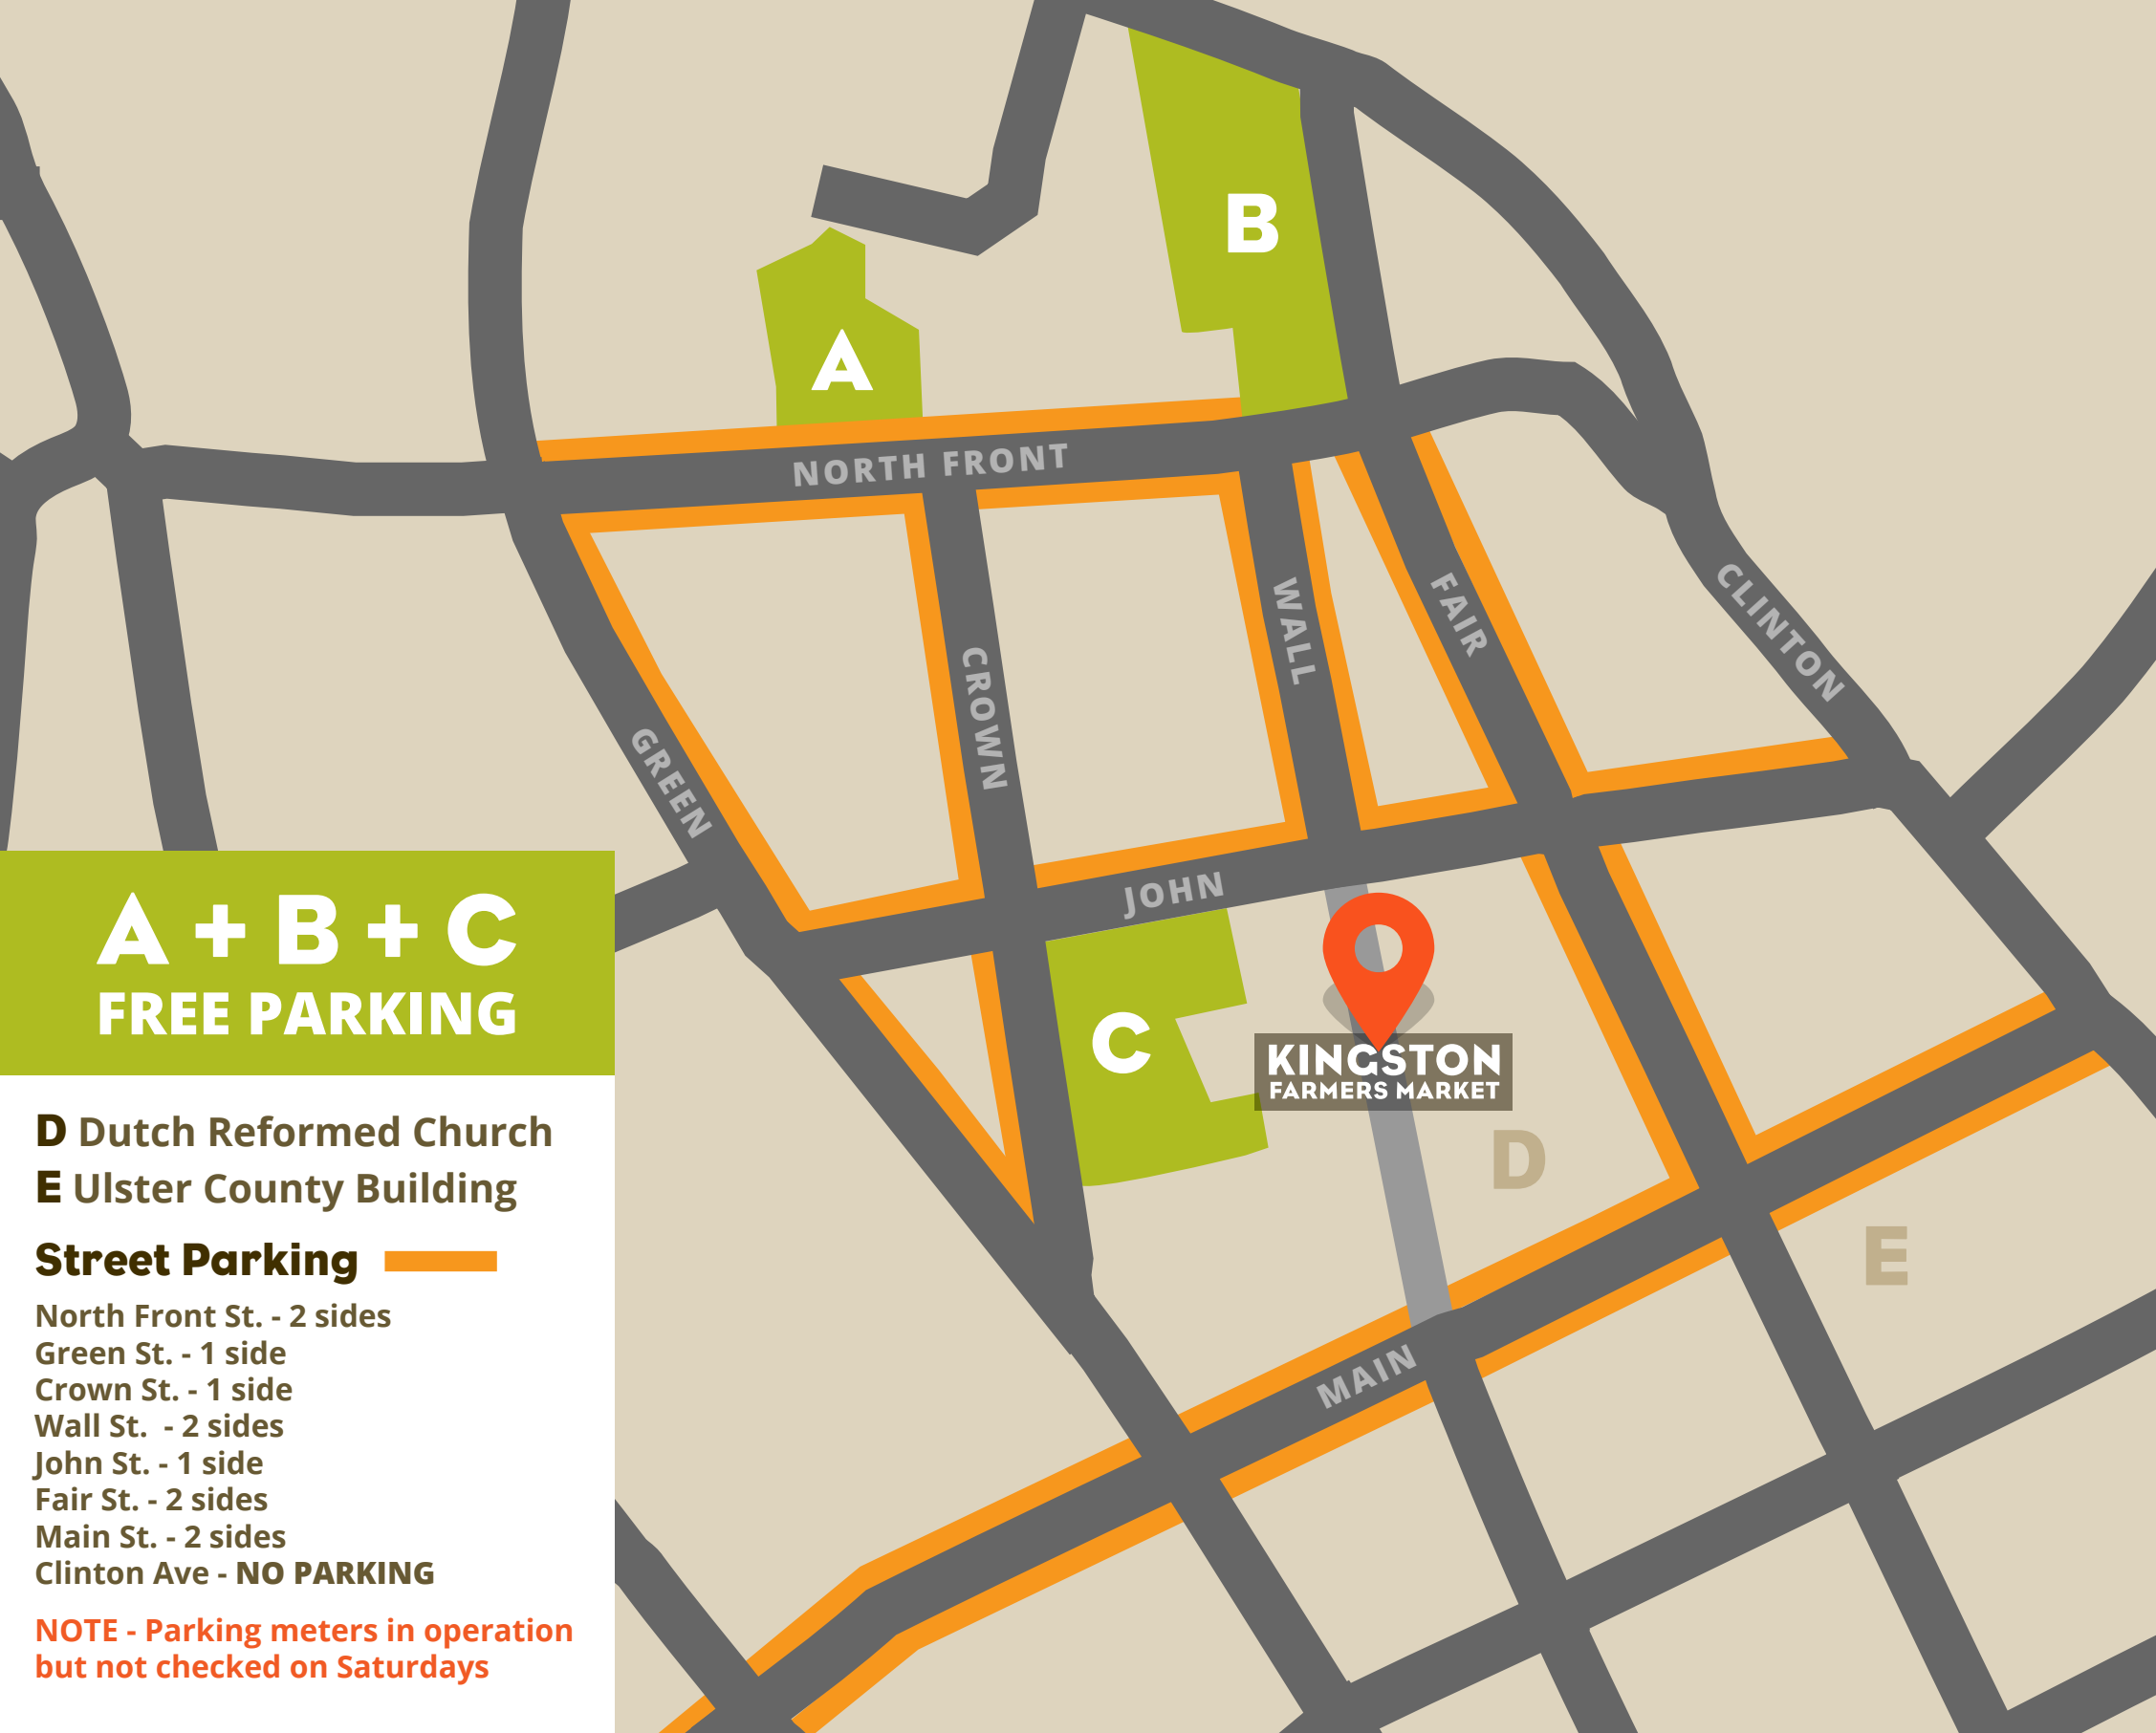 B
A
NORTH FRONT
WALL
FAIR
CLINTON
CROWN
GREEN
JOHN
C
KINGSTON
FARMERS MARKET
D
E
MAIN
A + B + C
FREE PARKING
D Dutch Reformed Church
E Ulster County Building
Street Parking
North Front St. - 2 sides
Green St. - 1 side
Crown St. - 1 side
Wall St.  - 2 sides
John St. - 1 side
Fair St. - 2 sides
Main St. - 2 sides
Clinton Ave - NO PARKING
NOTE - Parking meters in operation
but not checked on Saturdays